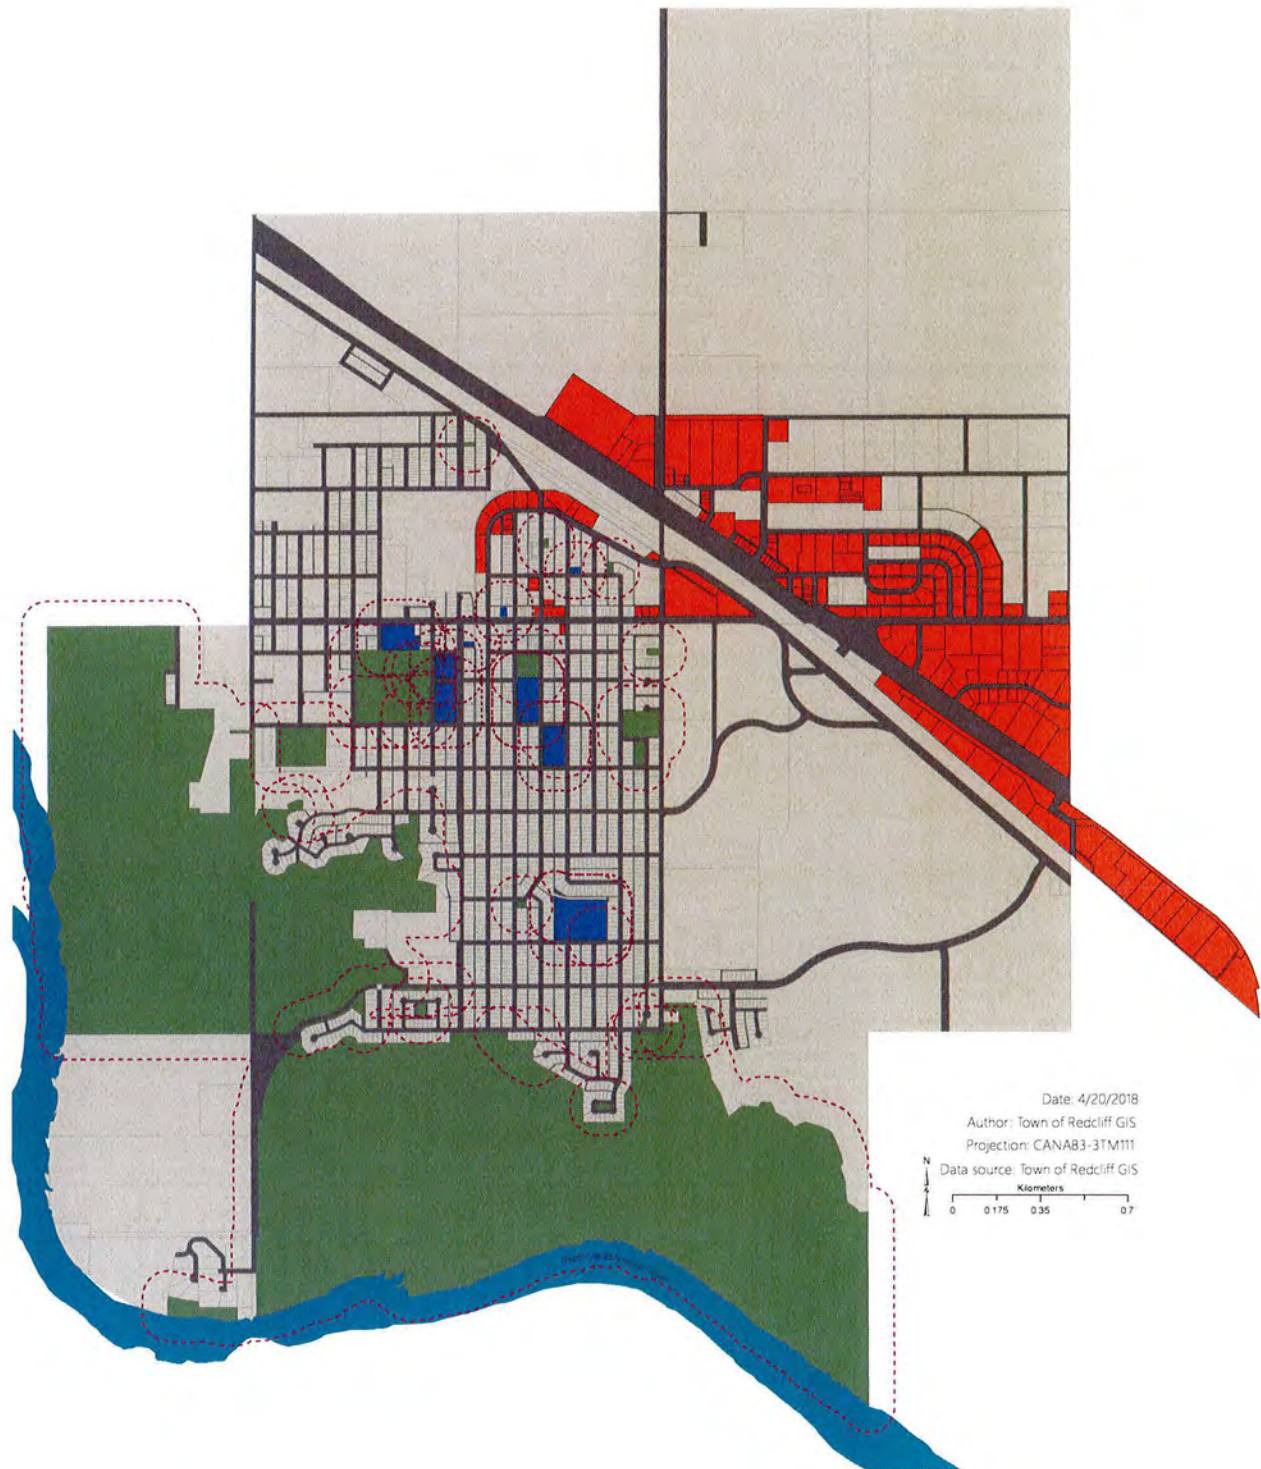 Date: 4/20/2018
Author: Town of Redcliff GIS
Projection: CANA83-3TM111
Data source: Town of Redcliff GIS
N
Kilometers
0 0.175 0.35 0.7